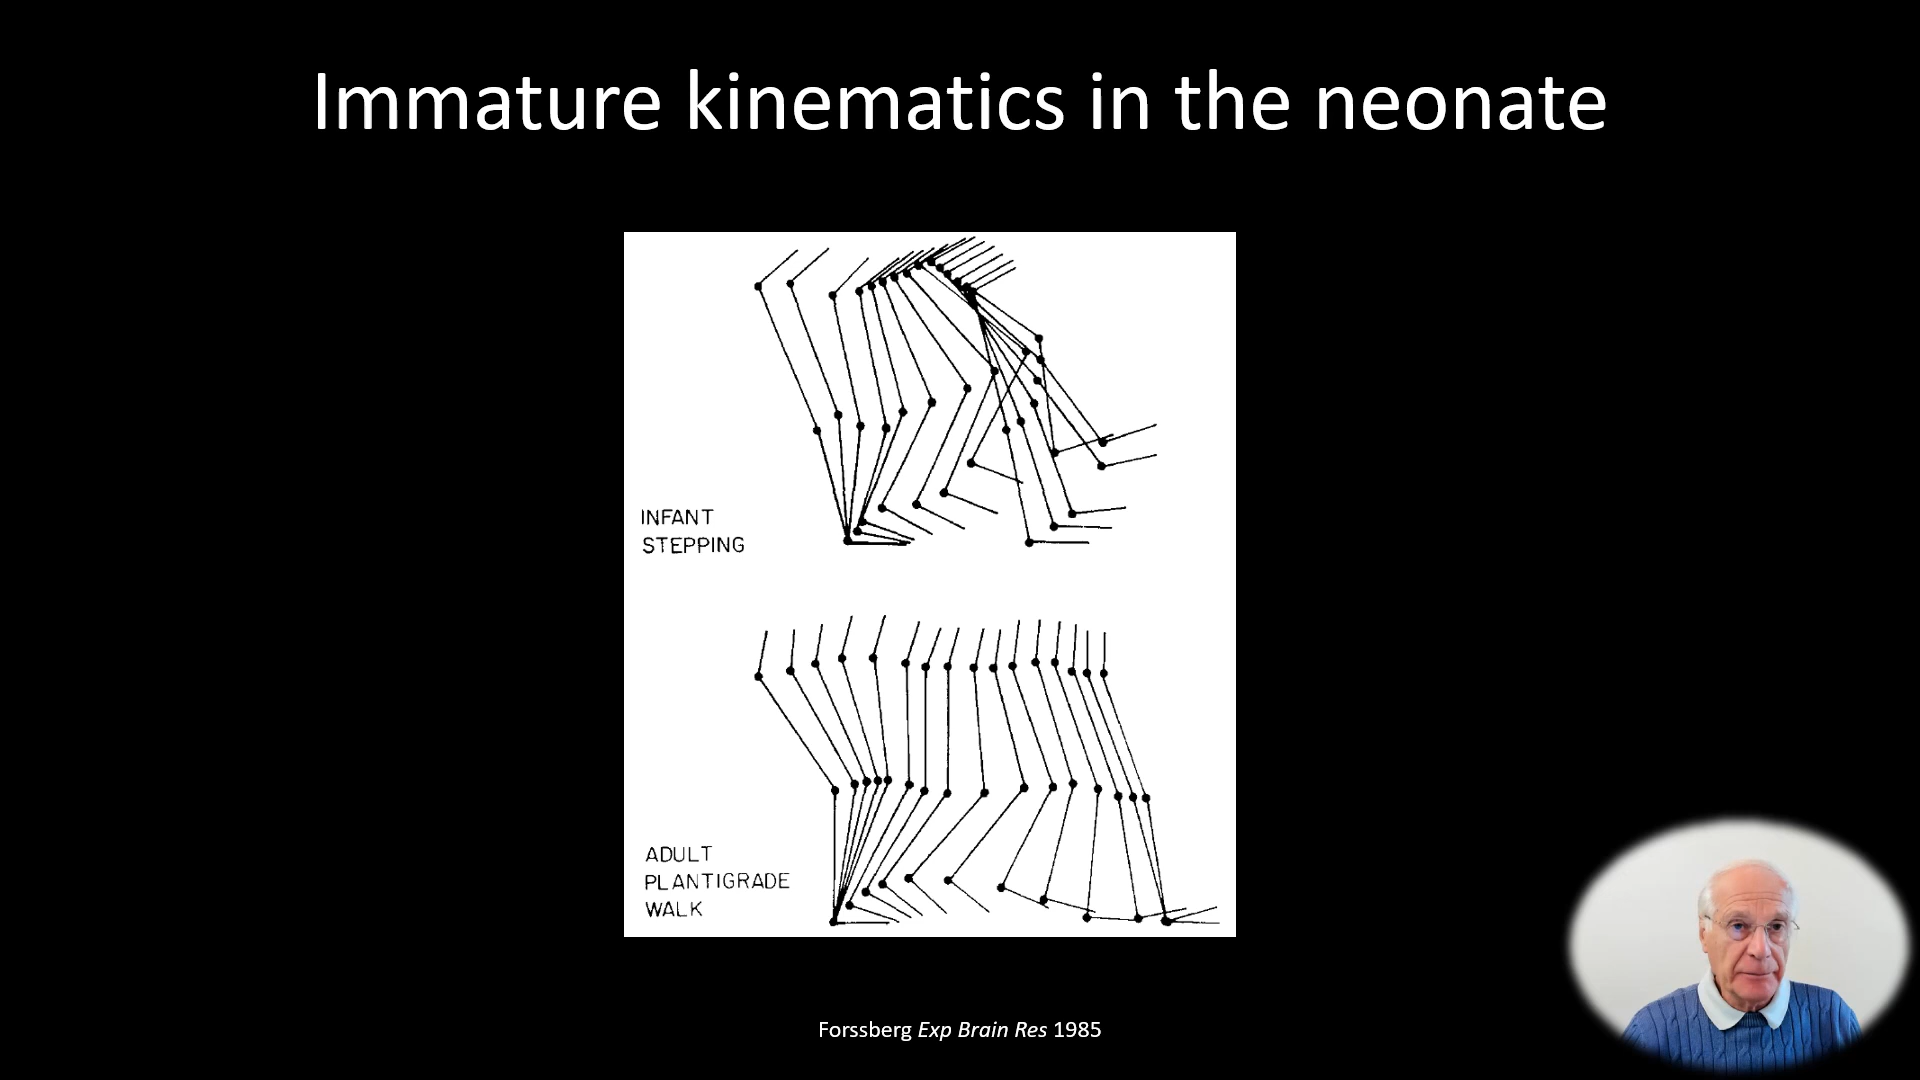 Immature kinematics in the neonate
INFANT
STEPPING
ADULT
PLANTIGRADE
WALK
Forssberg Exp Brain Res 1985